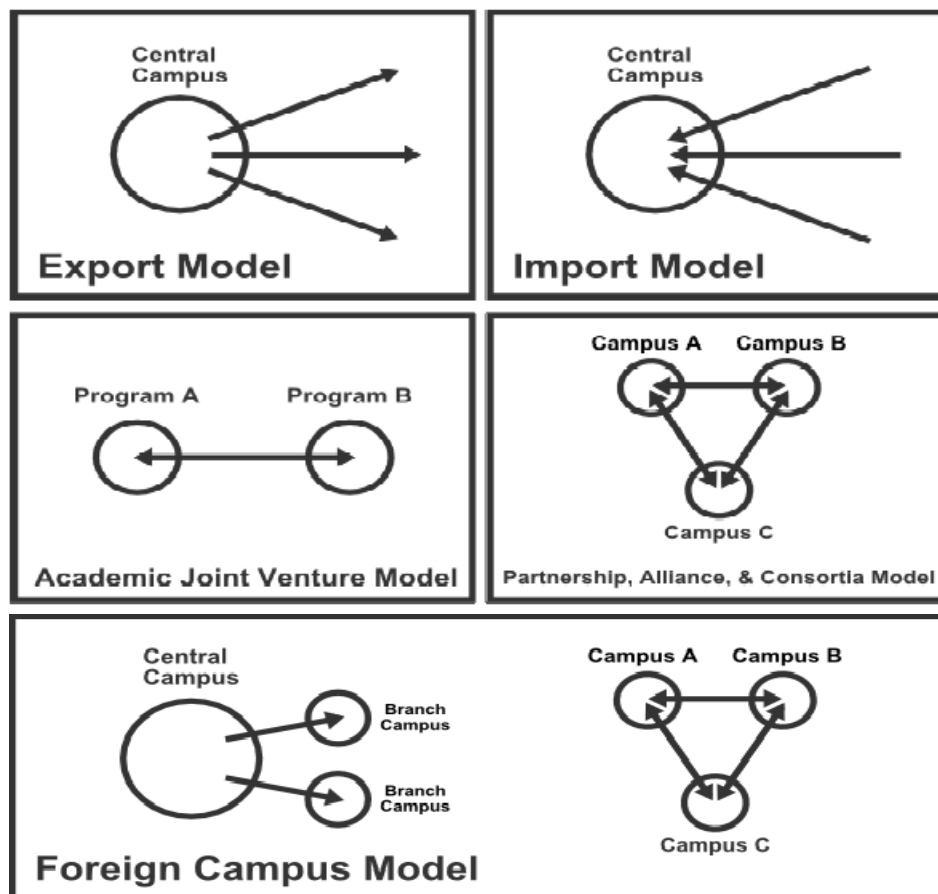 Central
Campus
Export Model
Central
Campus
Import Model
Program A
Program B
Academic Joint Venture Model
Campus A
Campus B
Campus C
Partnership, Alliance, & Consortia Model
Central
Campus
Branch
Campus
Branch
Campus
Campus A
Campus B
Campus C
Foreign Campus Model